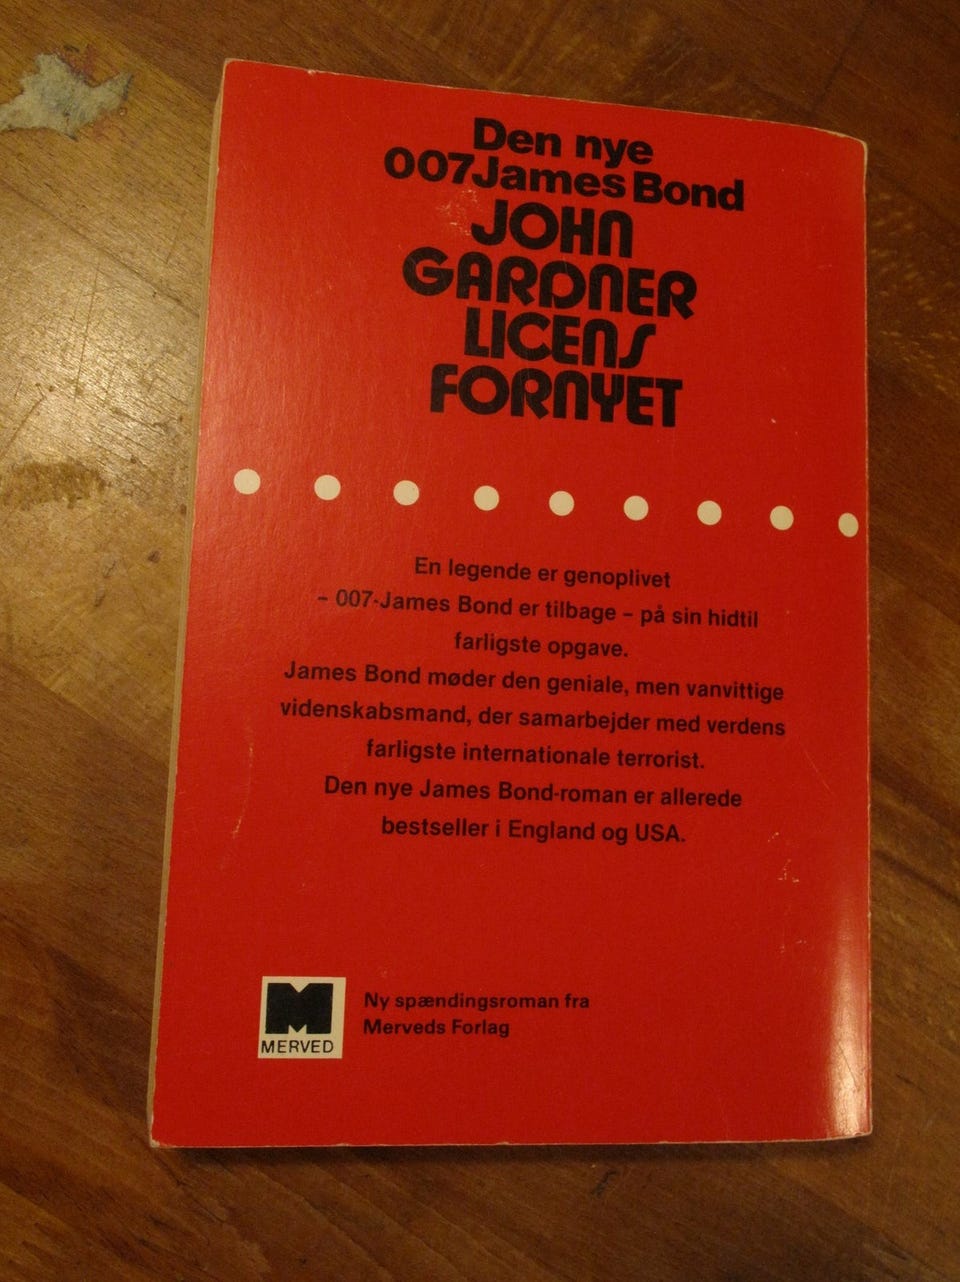 Den nye
007James Bond
JOHN
GARDNER
LICENS
FORNYET
En legende er genoplivet
– 007-James Bond er tilbage – på sin hidtil
farligste opgave.
James Bond møder den geniale, men vanvittige
videnskabsmand, der samarbejder med verdens
farligste internationale terrorist.
Den nye James Bond-roman er allerede
bestseller i England og USA.
M
MERVED
Ny spændingsroman fra
Merveds Forlag